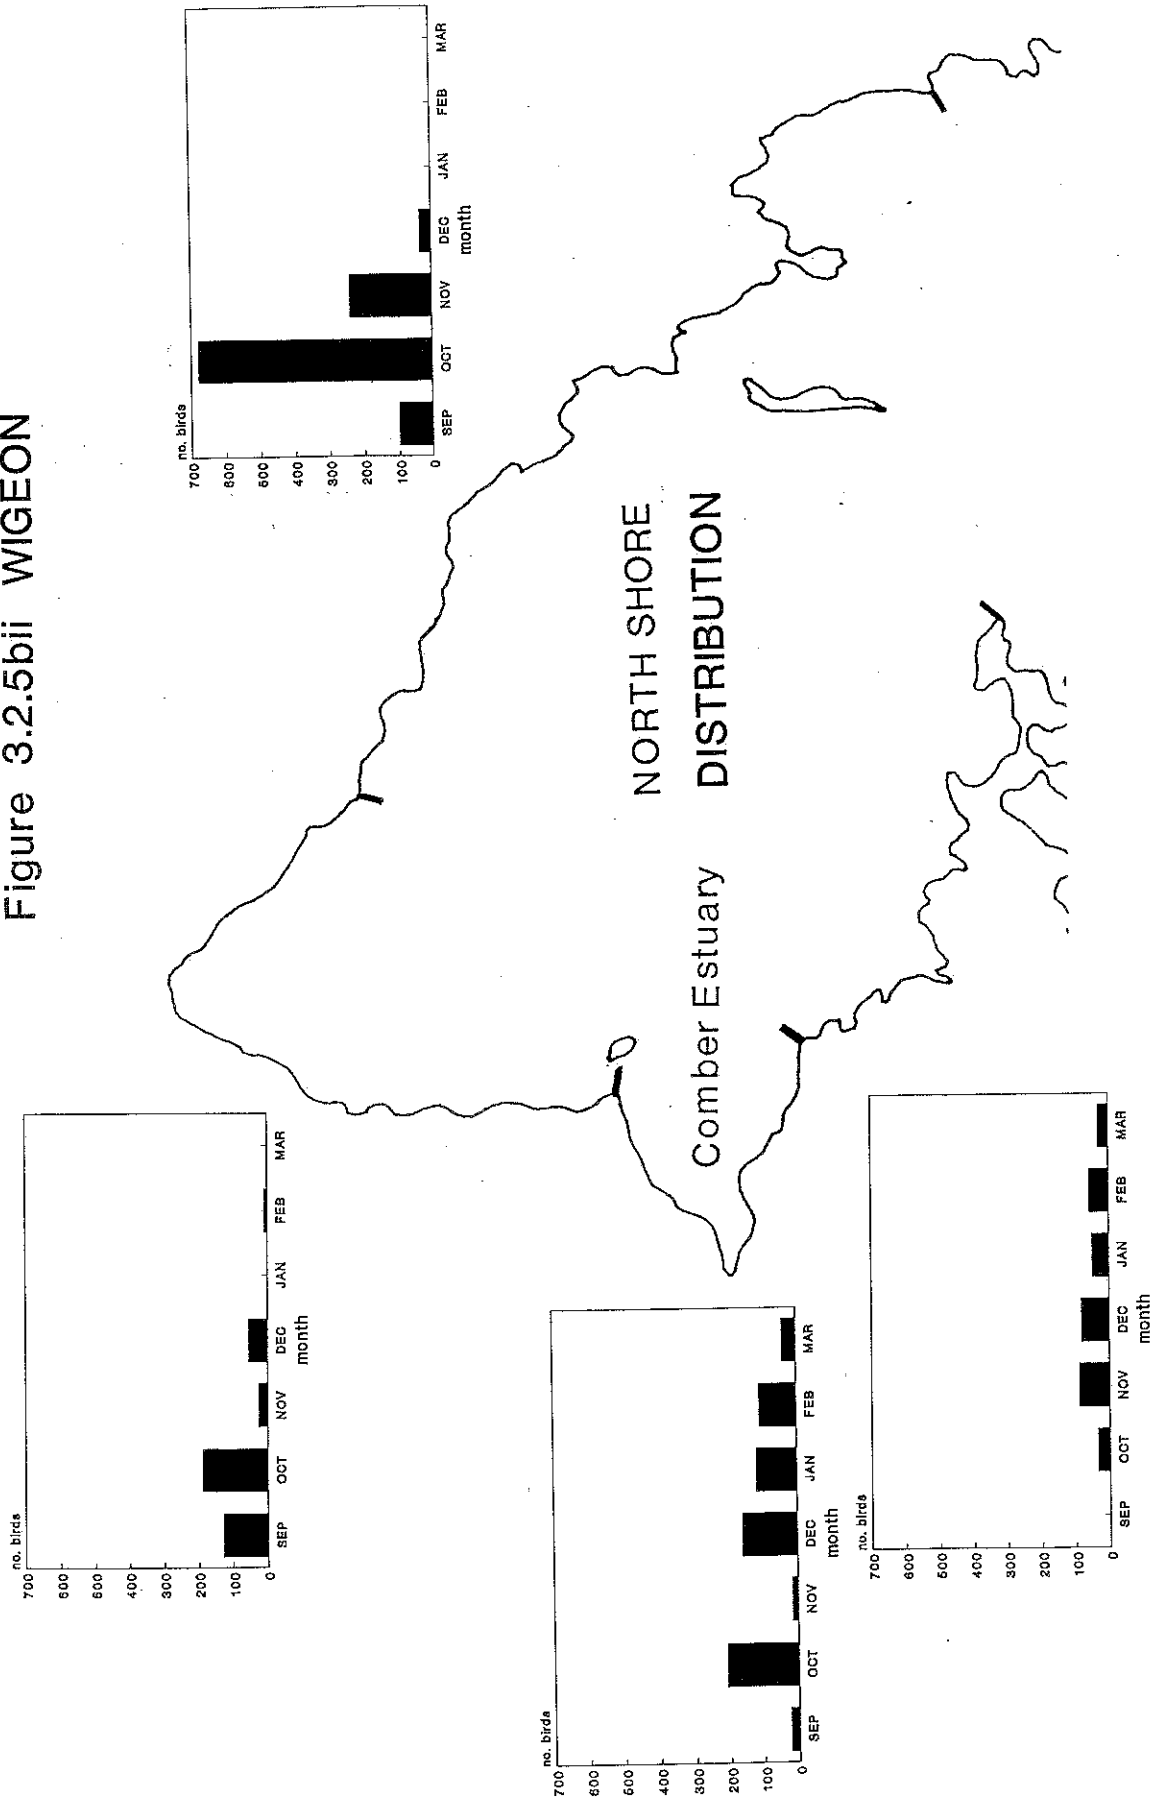 Figure 3.2.5bii WIGEON
no. birds
700
600
500
400
300
200
100
0
SEP OCT NOV DEC JAN FEB MAR
month
no. birds
700
600
500
400
300
200
100
0
SEP OCT NOV DEC JAN FEB MAR
month
NORTH SHORE
Comber Estuary DISTRIBUTION
no. birds
700
600
500
400
300
200
100
0
SEP OCT NOV DEC JAN FEB MAR
month
no. birds
700
600
500
400
300
200
100
0
SEP OCT NOV DEC JAN FEB MAR
month